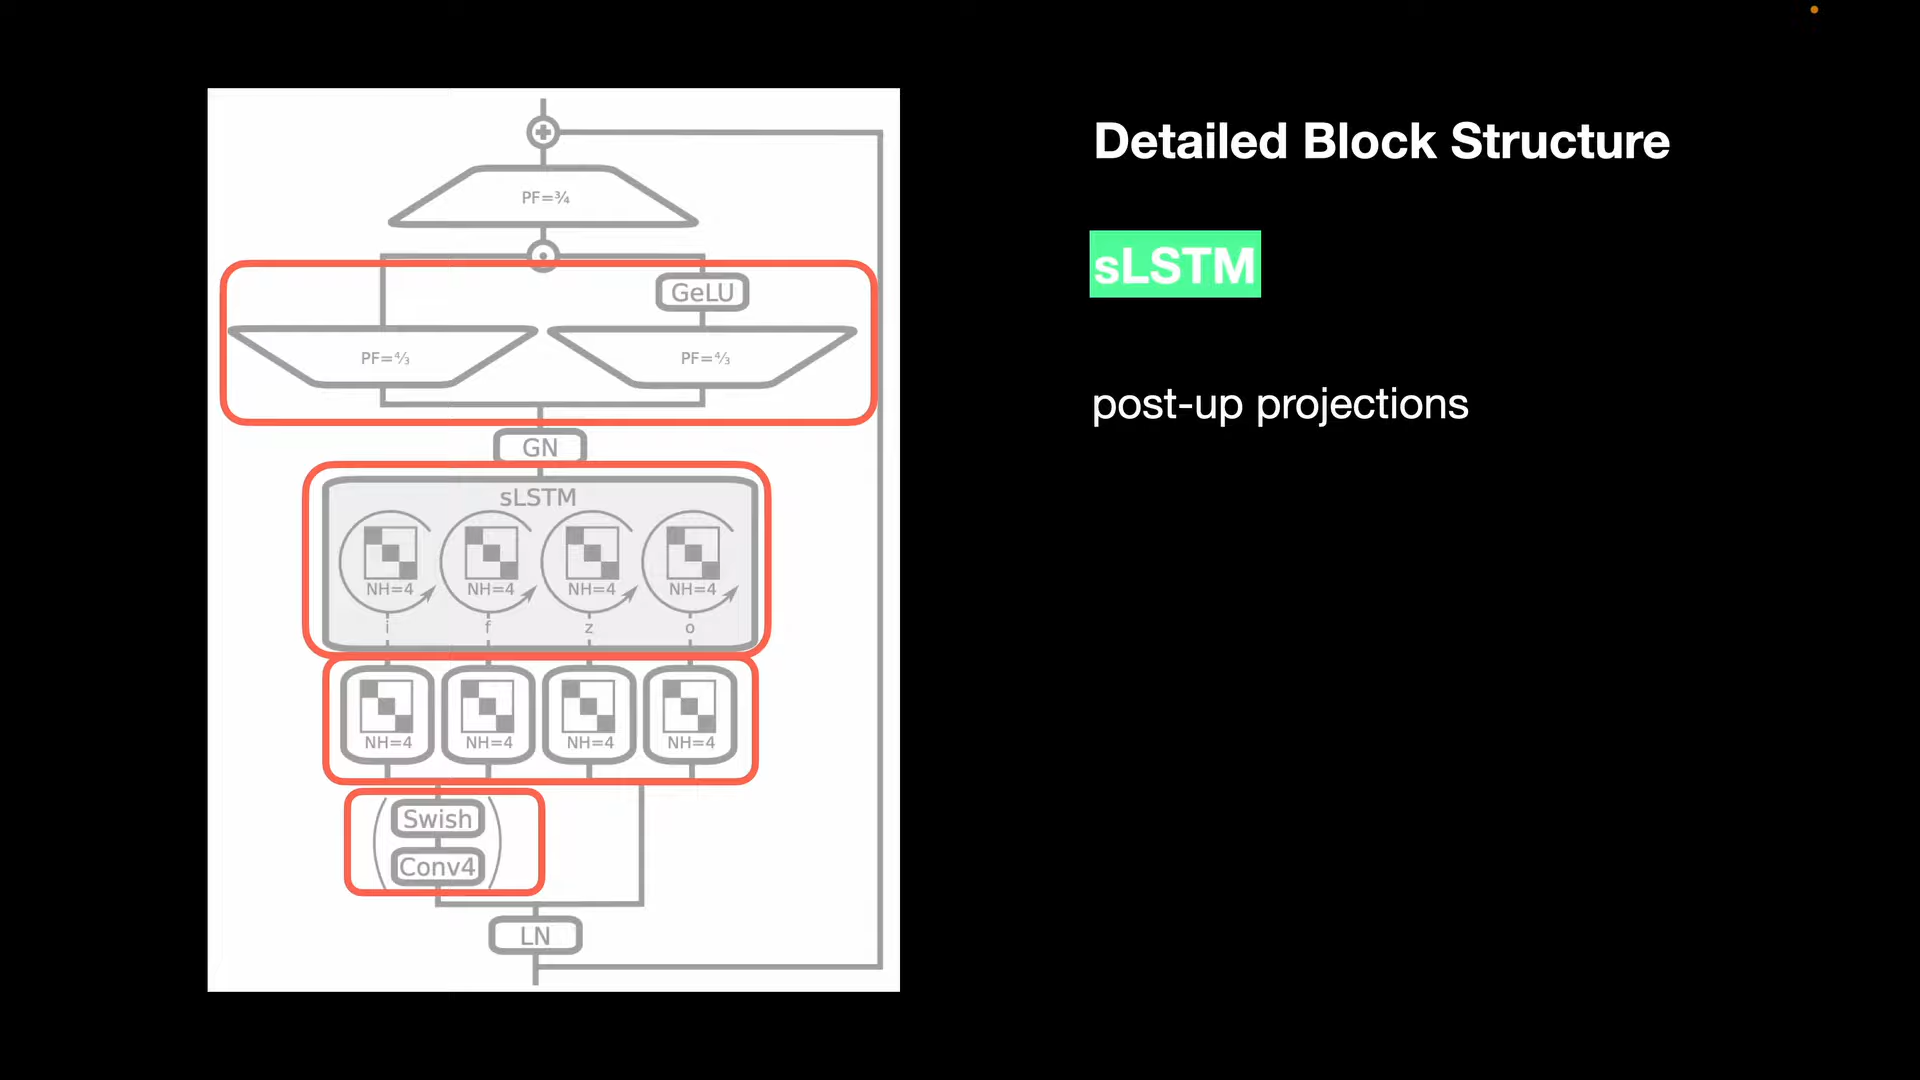 Detailed Block Structure
sLSTM
post-up projections
PF=¾
GeLU
PF=⁴⁄₃ PF=⁴⁄₃
GN
sLSTM
NH=4 NH=4 NH=4 NH=4
i f z o
NH=4 NH=4 NH=4 NH=4
Swish
Conv4
LN